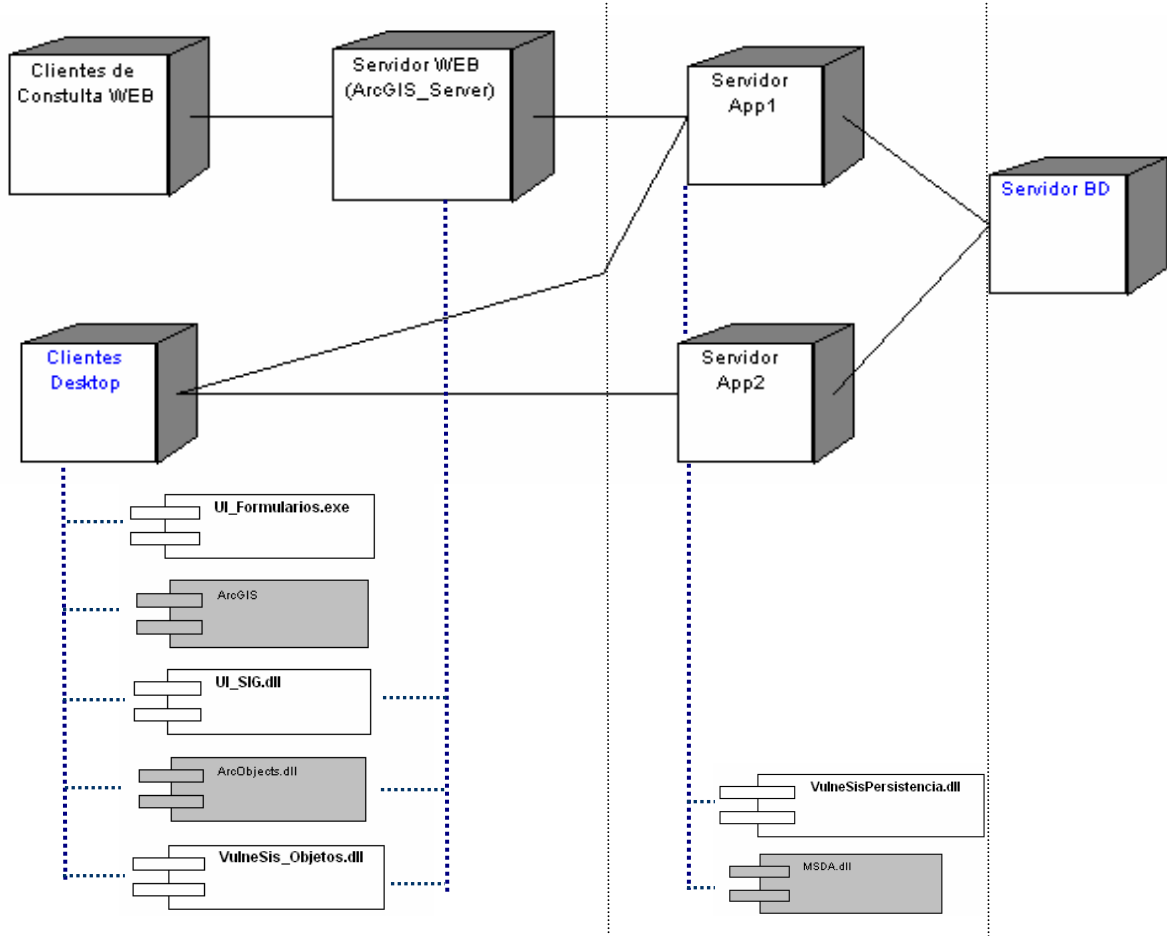 Clientes de
Constulta WEB
Servidor WEB
(ArcGIS_Server)
Servidor
App1
Servidor BD
Clientes
Desktop
Servidor
App2
UI_Formularios.exe
ArcGIS
UI_SIG.dll
ArcObjects.dll
VulneSis_Objetos.dll
VulneSisPersistencia.dll
MSDA.dll